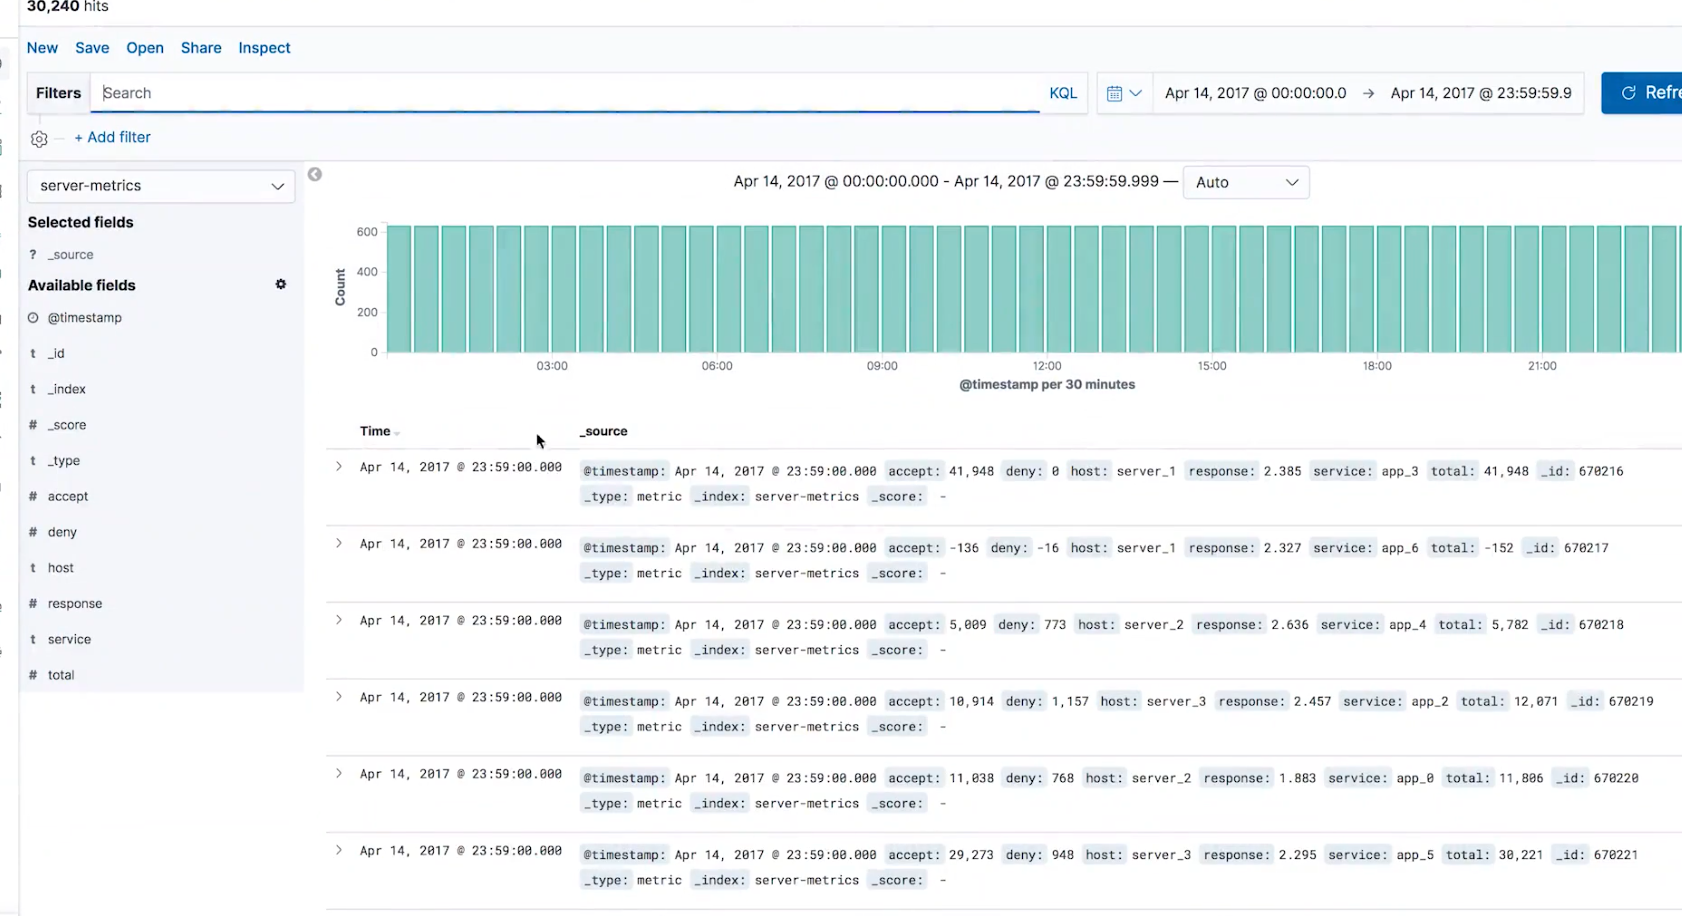 30,240 hits
New Save Open Share Inspect
Filters Search KQL Apr 14, 2017 @ 00:00:00.0 → Apr 14, 2017 @ 23:59:59.9 Refre
+ Add filter
server-metrics
Selected fields
? _source
Available fields
@timestamp
t _id
t _index
# _score
t _type
# accept
# deny
t host
# response
t service
# total
Apr 14, 2017 @ 00:00:00.000 - Apr 14, 2017 @ 23:59:59.999 — Auto
Count
600
400
200
0
03:00 06:00 09:00 12:00 15:00 18:00 21:00
@timestamp per 30 minutes
Time _source
Apr 14, 2017 @ 23:59:00.000 @timestamp: Apr 14, 2017 @ 23:59:00.000 accept: 41,948 deny: 0 host: server_1 response: 2.385 service: app_3 total: 41,948 _id: 670216
_type: metric _index: server-metrics _score: -
Apr 14, 2017 @ 23:59:00.000 @timestamp: Apr 14, 2017 @ 23:59:00.000 accept: -136 deny: -16 host: server_1 response: 2.327 service: app_6 total: -152 _id: 670217
_type: metric _index: server-metrics _score: -
Apr 14, 2017 @ 23:59:00.000 @timestamp: Apr 14, 2017 @ 23:59:00.000 accept: 5,009 deny: 773 host: server_2 response: 2.636 service: app_4 total: 5,782 _id: 670218
_type: metric _index: server-metrics _score: -
Apr 14, 2017 @ 23:59:00.000 @timestamp: Apr 14, 2017 @ 23:59:00.000 accept: 10,914 deny: 1,157 host: server_3 response: 2.457 service: app_2 total: 12,071 _id: 670219
_type: metric _index: server-metrics _score: -
Apr 14, 2017 @ 23:59:00.000 @timestamp: Apr 14, 2017 @ 23:59:00.000 accept: 11,038 deny: 768 host: server_2 response: 1.883 service: app_0 total: 11,806 _id: 670220
_type: metric _index: server-metrics _score: -
Apr 14, 2017 @ 23:59:00.000 @timestamp: Apr 14, 2017 @ 23:59:00.000 accept: 29,273 deny: 948 host: server_3 response: 2.295 service: app_5 total: 30,221 _id: 670221
_type: metric _index: server-metrics _score: -